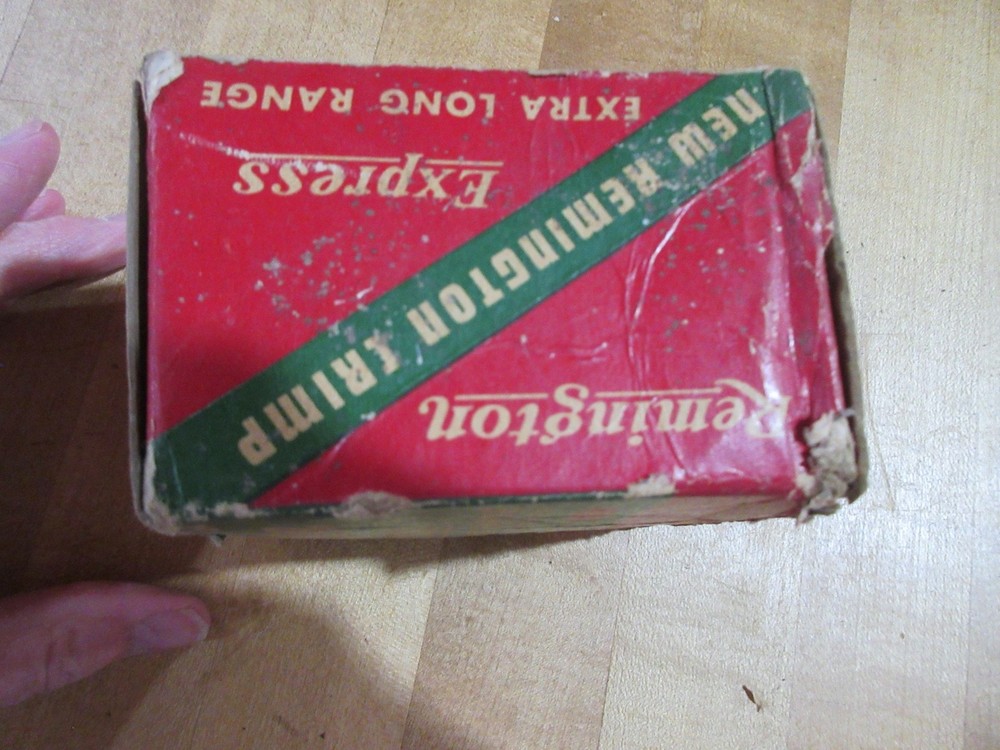 Remington
NEW REMINGTON CRIMP
Express
EXTRA LONG RANGE